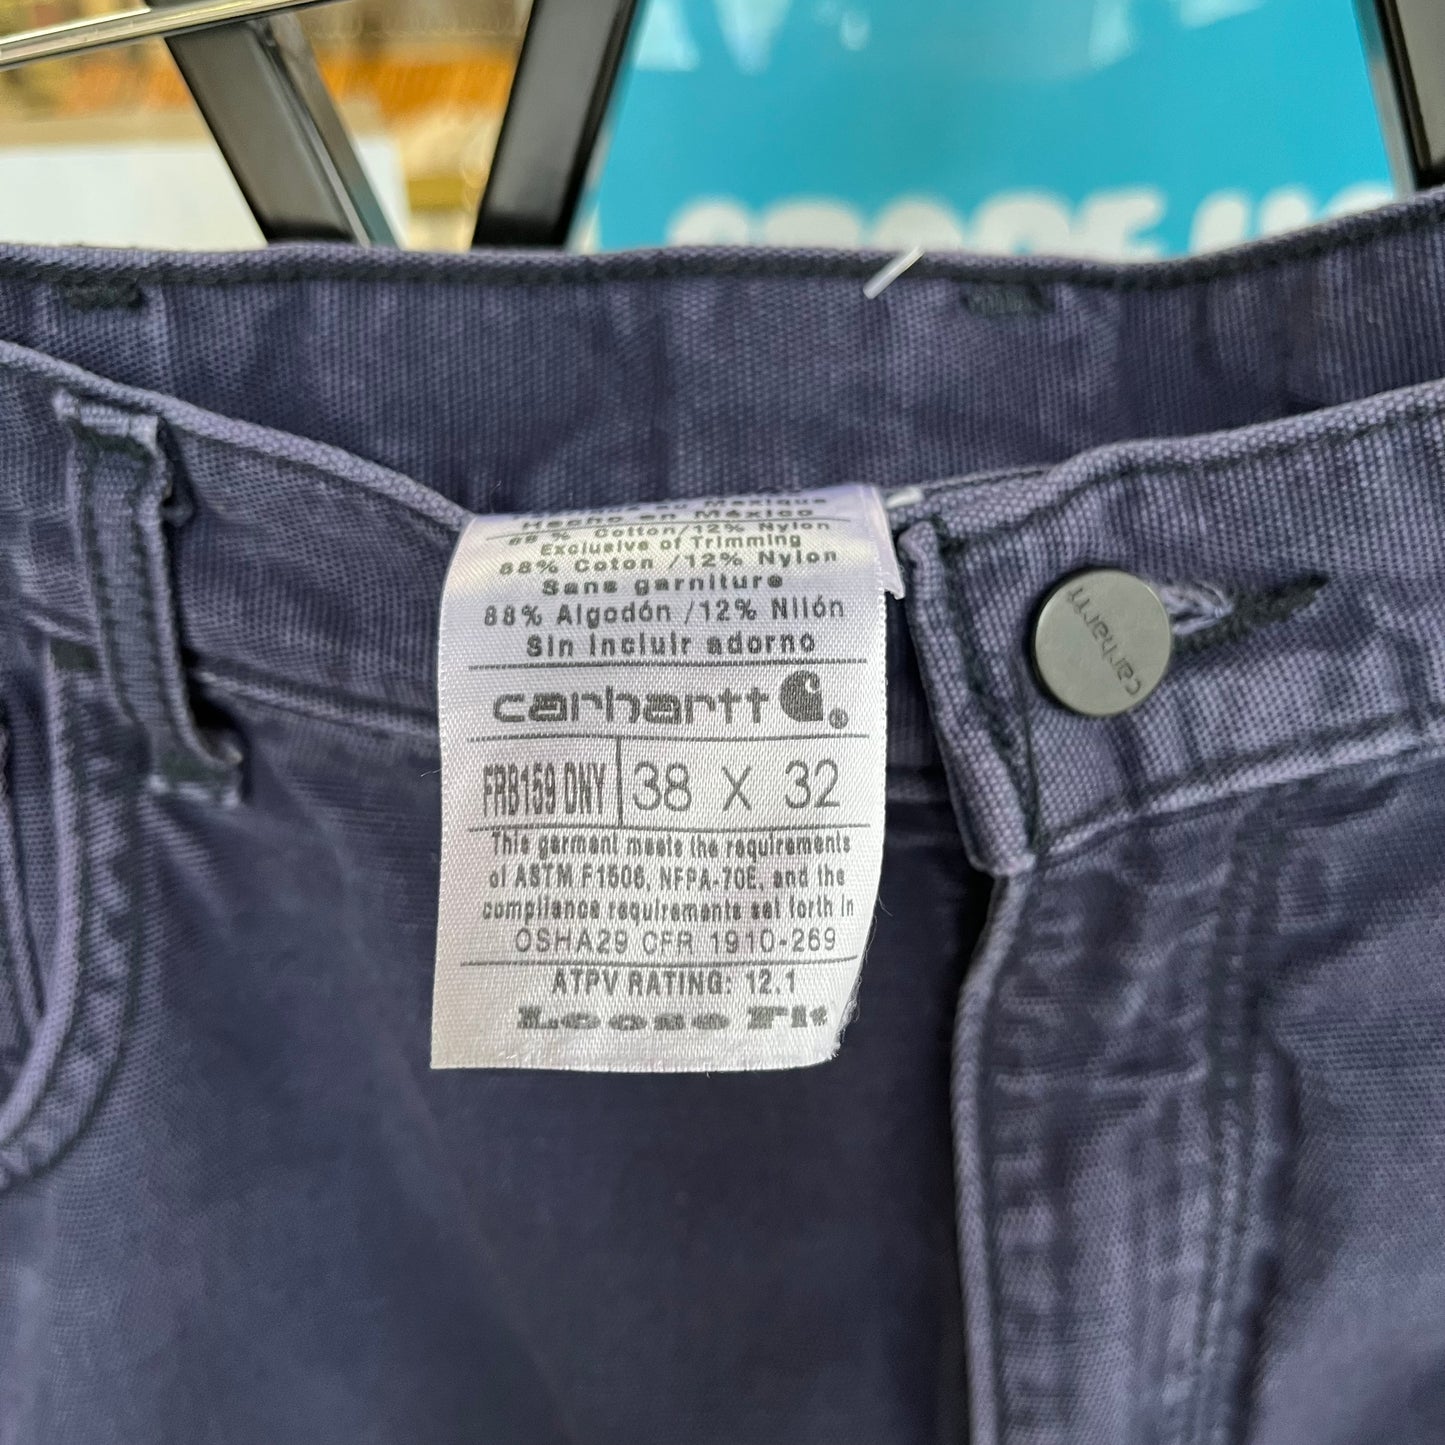 Hecho en México
88 % Cotton/12% Nylon
Exclusive of Trimming
88% Coton /12% Nylon
Sans garniture
88% Algodón /12% Nilón
Sin incluir adorno
carhartt ®
FRB159 DNY 38 X 32
This garment meets the requirements
of ASTM F1506, NFPA-70E, and the
compliance requirements set forth in
OSHA29 CFR 1910-269
ATPV RATING: 12.1
Loose Fit
carhartt